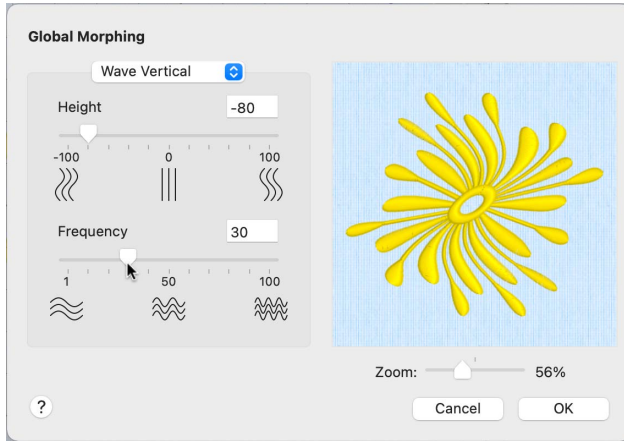 Global Morphing
Wave Vertical
Height
-80
-100 0 100
Frequency
30
1 50 100
Zoom: 56%
? Cancel OK